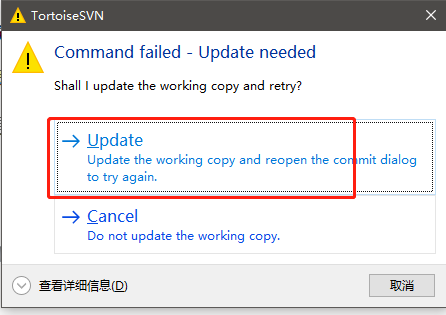 TortoiseSVN
Command failed - Update needed
Shall I update the working copy and retry?
Update
Update the working copy and reopen the commit dialog
to try again.
Cancel
Do not update the working copy.
查看详细信息(D)
取消